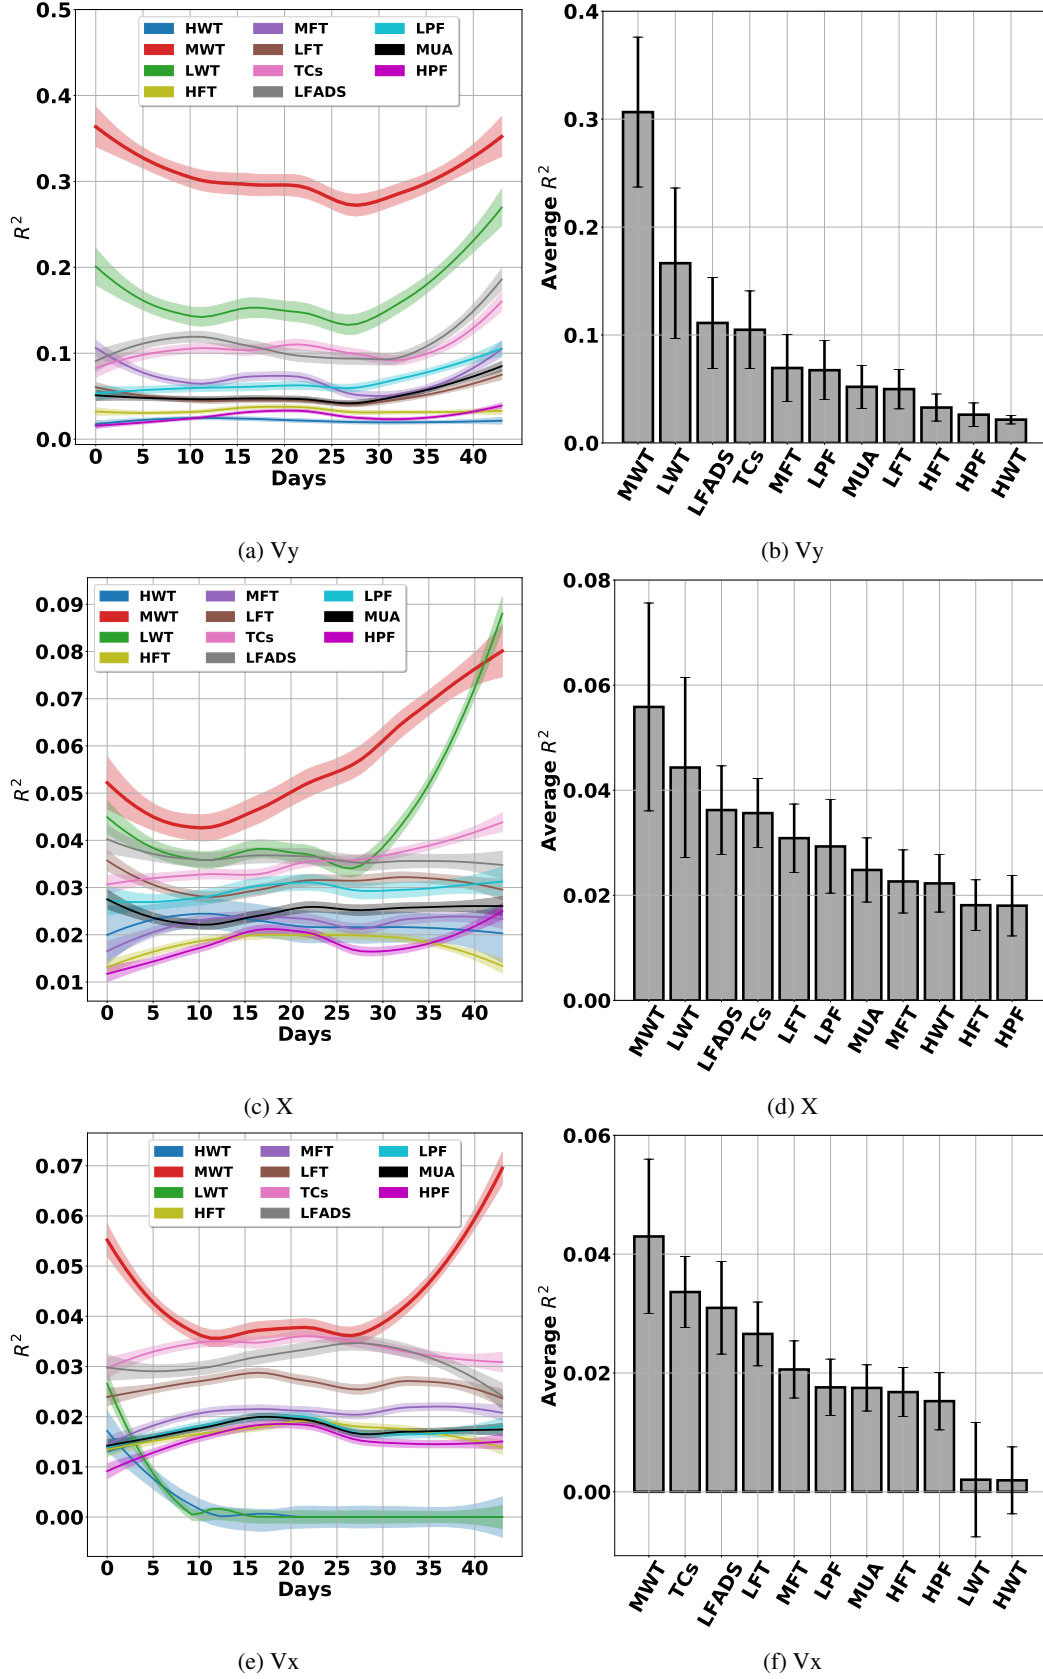 0.5
0.4
0.3
0.2
0.1
0.0
R²
HWT MFT LPF
MWT LFT MUA
LWT TCs HPF
HFT LFADS
0 5 10 15 20 25 30 35 40
Days
(a) Vy
0.4
0.3
0.2
0.1
0.0
Average R²
MWT LWT LFADS TCs MFT LPF MUA LFT HFT HPF HWT
(b) Vy
0.09
0.08
0.07
0.06
0.05
0.04
0.03
0.02
0.01
R²
HWT MFT LPF
MWT LFT MUA
LWT TCs HPF
HFT LFADS
0 5 10 15 20 25 30 35 40
Days
(c) X
0.08
0.06
0.04
0.02
0.00
Average R²
MWT LWT LFADS TCs LFT LPF MUA MFT HWT HFT HPF
(d) X
0.07
0.06
0.05
0.04
0.03
0.02
0.01
0.00
R²
HWT MFT LPF
MWT LFT MUA
LWT TCs HPF
HFT LFADS
0 5 10 15 20 25 30 35 40
Days
(e) Vx
0.06
0.04
0.02
0.00
Average R²
MWT TCs LFADS LFT MFT LPF MUA HFT HPF LWT HWT
(f) Vx